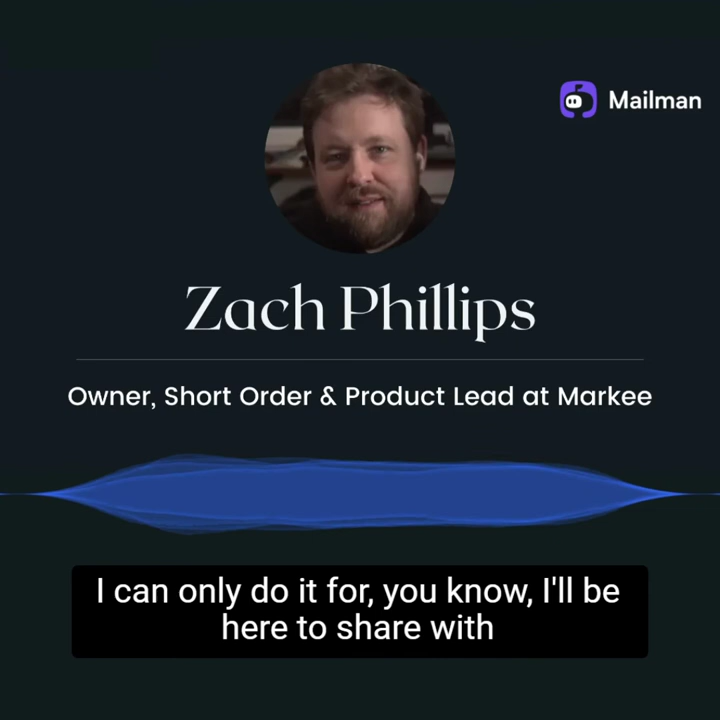 Mailman
Zach Phillips
Owner, Short Order & Product Lead at Markee
I can only do it for, you know, I'll be
here to share with